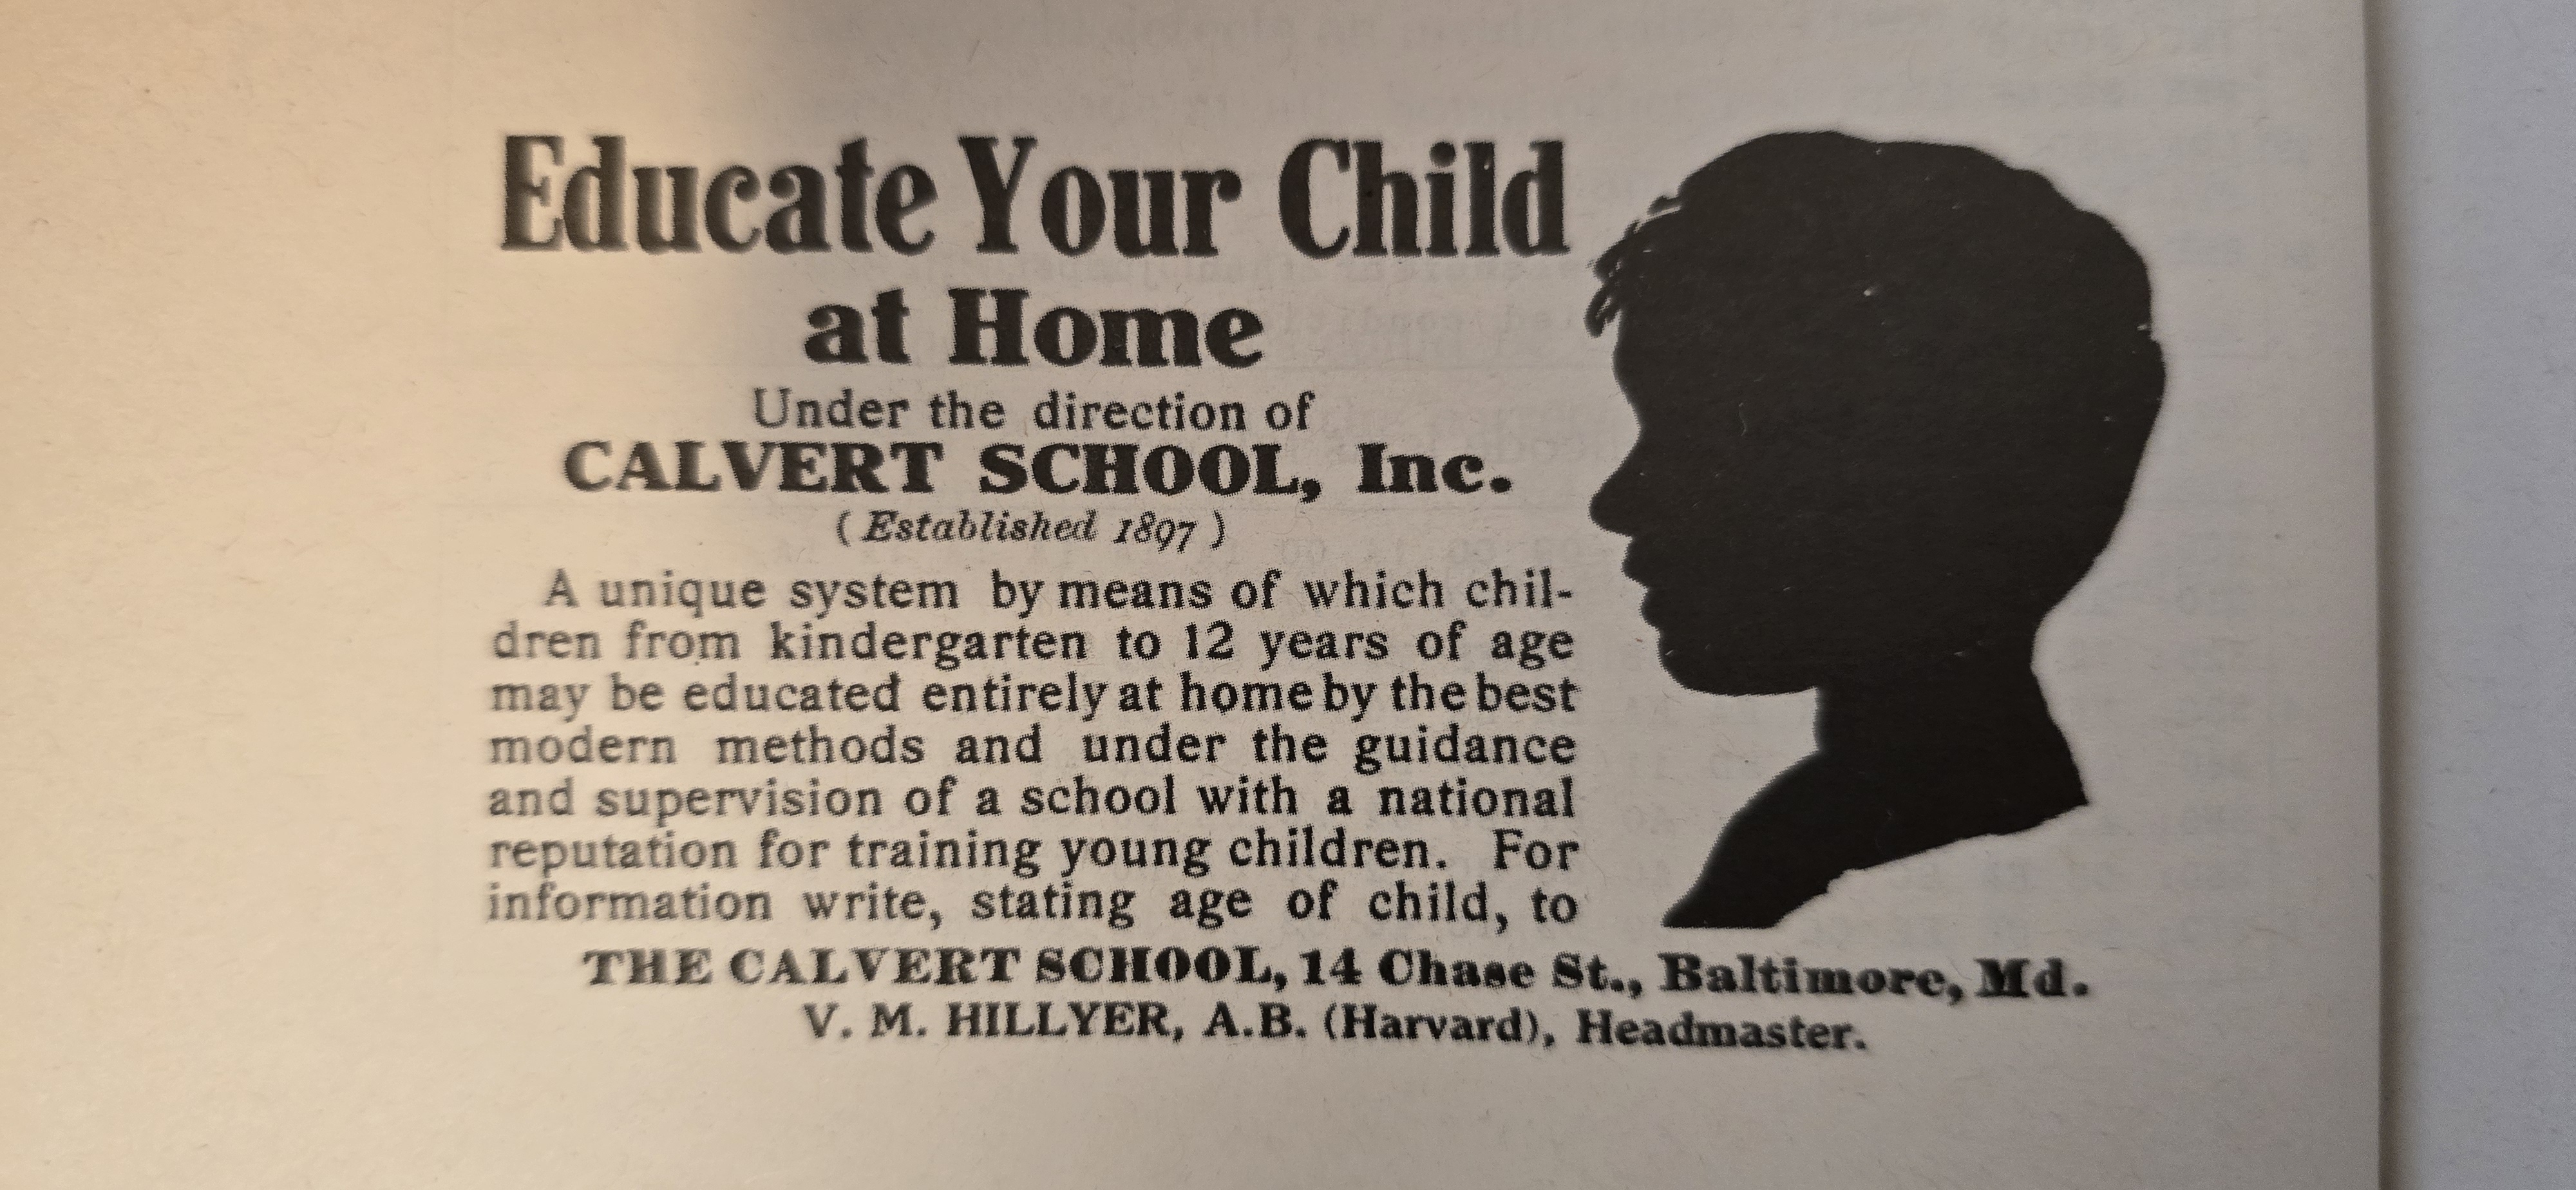 Educate Your Child
at Home
Under the direction of
CALVERT SCHOOL, Inc.
(Established 1897)
A unique system by means of which chil-
dren from kindergarten to 12 years of age
may be educated entirely at home by the best
modern methods and under the guidance
and supervision of a school with a national
reputation for training young children. For
information write, stating age of child, to
THE CALVERT SCHOOL, 14 Chase St., Baltimore, Md.
V. M. HILLYER, A.B. (Harvard), Headmaster.